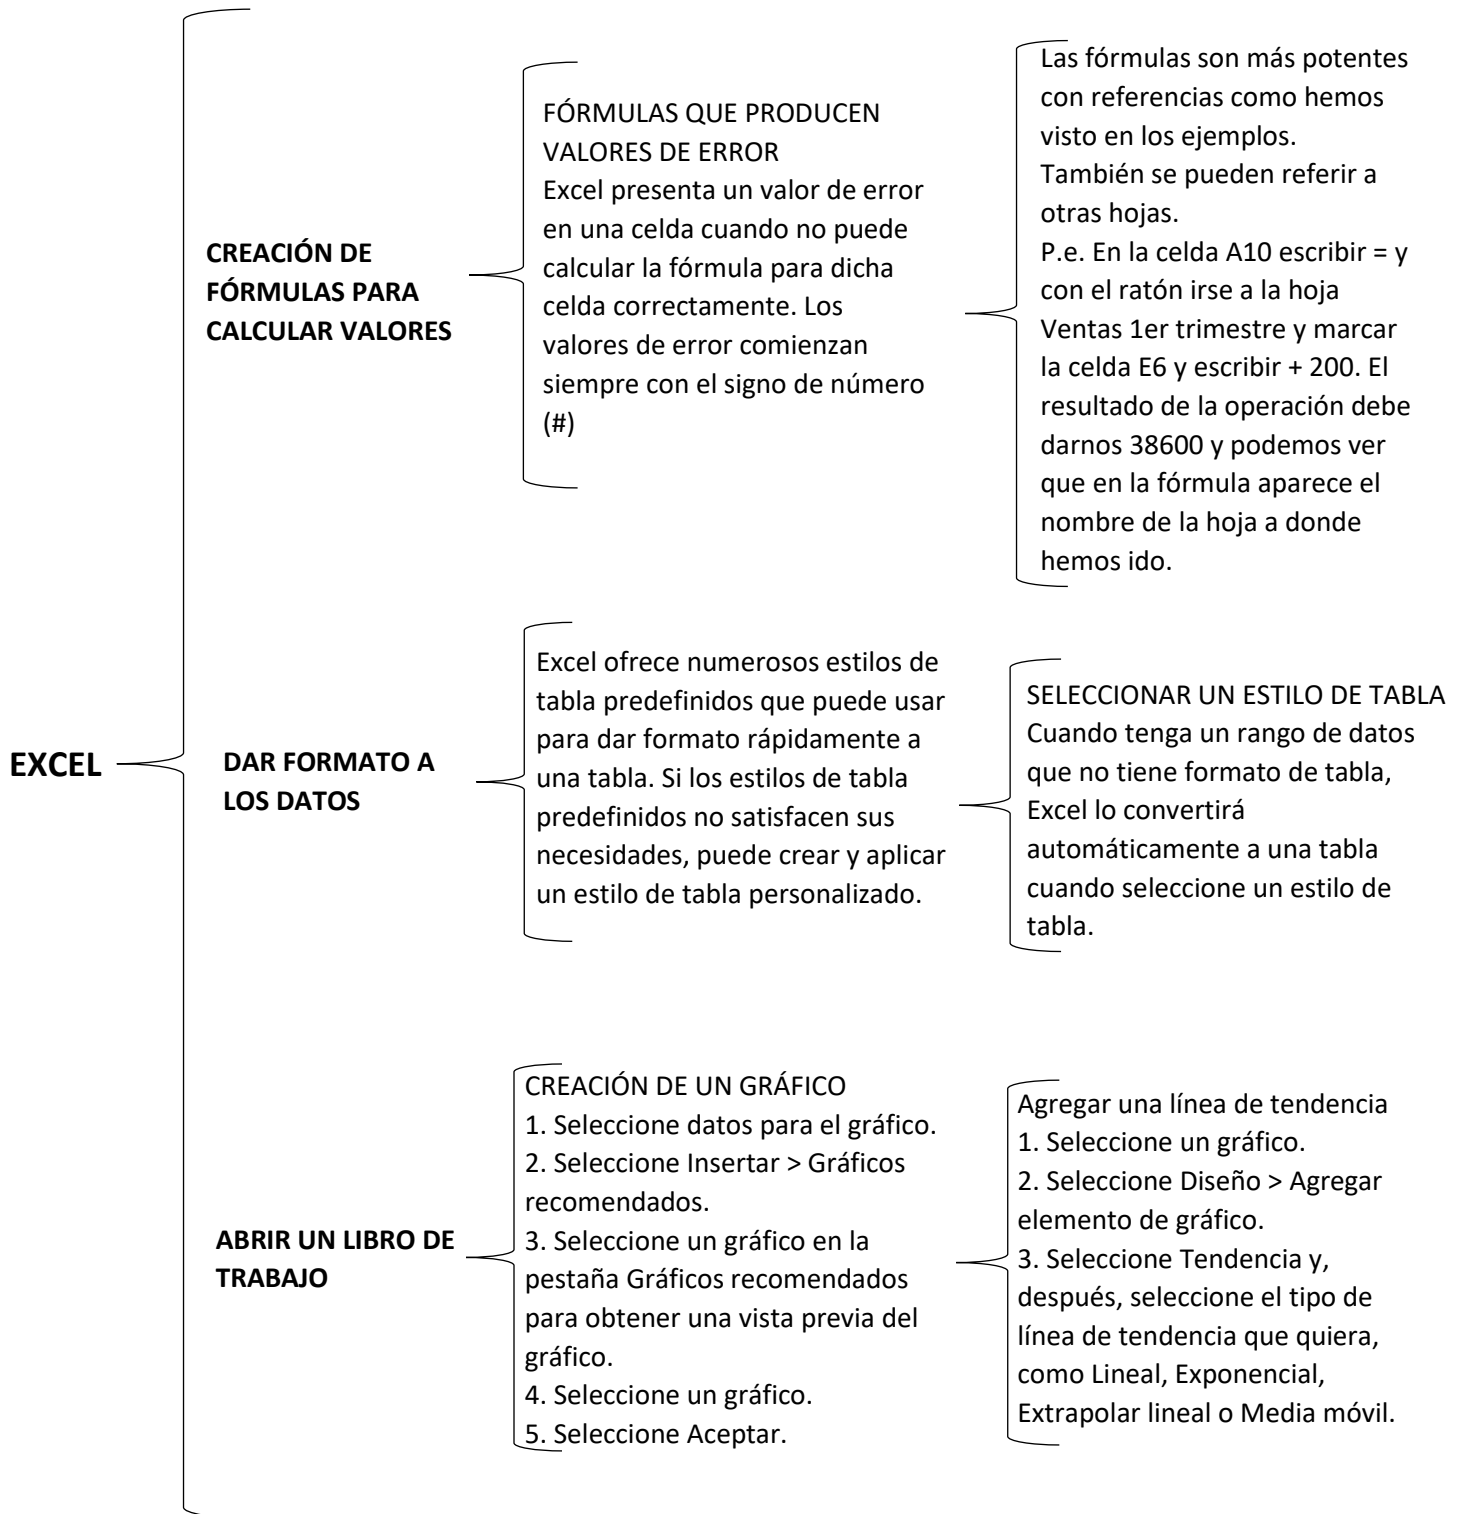 EXCEL
CREACIÓN DE
FÓRMULAS PARA
CALCULAR VALORES
FÓRMULAS QUE PRODUCEN
VALORES DE ERROR
Excel presenta un valor de error
en una celda cuando no puede
calcular la fórmula para dicha
celda correctamente. Los
valores de error comienzan
siempre con el signo de número
(#)
Las fórmulas son más potentes
con referencias como hemos
visto en los ejemplos.
También se pueden referir a
otras hojas.
P.e. En la celda A10 escribir = y
con el ratón irse a la hoja
Ventas 1er trimestre y marcar
la celda E6 y escribir + 200. El
resultado de la operación debe
darnos 38600 y podemos ver
que en la fórmula aparece el
nombre de la hoja a donde
hemos ido.
DAR FORMATO A
LOS DATOS
Excel ofrece numerosos estilos de
tabla predefinidos que puede usar
para dar formato rápidamente a
una tabla. Si los estilos de tabla
predefinidos no satisfacen sus
necesidades, puede crear y aplicar
un estilo de tabla personalizado.
SELECCIONAR UN ESTILO DE TABLA
Cuando tenga un rango de datos
que no tiene formato de tabla,
Excel lo convertirá
automáticamente a una tabla
cuando seleccione un estilo de
tabla.
ABRIR UN LIBRO DE
TRABAJO
CREACIÓN DE UN GRÁFICO
1. Seleccione datos para el gráfico.
2. Seleccione Insertar > Gráficos
recomendados.
3. Seleccione un gráfico en la
pestaña Gráficos recomendados
para obtener una vista previa del
gráfico.
4. Seleccione un gráfico.
5. Seleccione Aceptar.
Agregar una línea de tendencia
1. Seleccione un gráfico.
2. Seleccione Diseño > Agregar
elemento de gráfico.
3. Seleccione Tendencia y,
después, seleccione el tipo de
línea de tendencia que quiera,
como Lineal, Exponencial,
Extrapolar lineal o Media móvil.